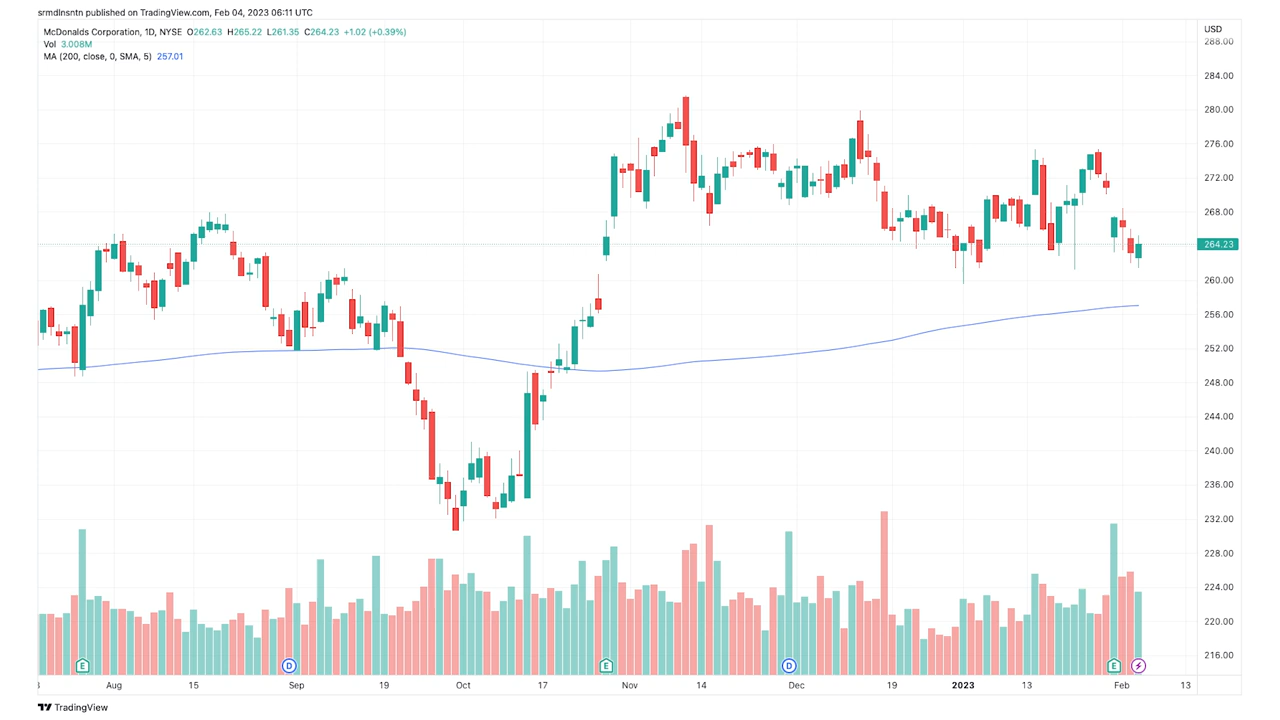 srmdlnsntn published on TradingView.com, Feb 04, 2023 06:11 UTC
McDonalds Corporation, 1D, NYSE O262.63 H265.22 L261.35 C264.23 +1.02 (+0.39%)
Vol 3.008M
MA (200, close, 0, SMA, 5) 257.01
USD
288.00
284.00
280.00
276.00
272.00
268.00
264.23
260.00
256.00
252.00
248.00
244.00
240.00
236.00
232.00
228.00
224.00
220.00
216.00
E D E D E
Aug 15 Sep 19 Oct 17 Nov 14 Dec 19 2023 13 Feb 13
TradingView